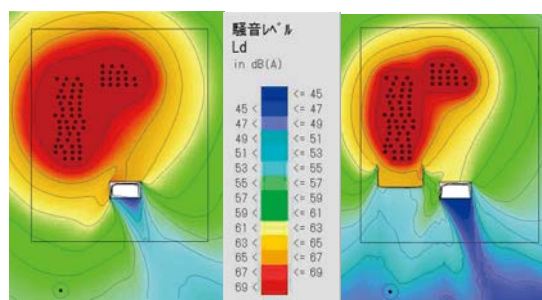 騒音ﾚﾍﾞﾙ
Ld
in dB(A)
<= 45
45 < <= 47
47 < <= 49
49 < <= 51
51 < <= 53
53 < <= 55
55 < <= 57
57 < <= 59
59 < <= 61
61 < <= 63
63 < <= 65
65 < <= 67
67 < <= 69
69 <